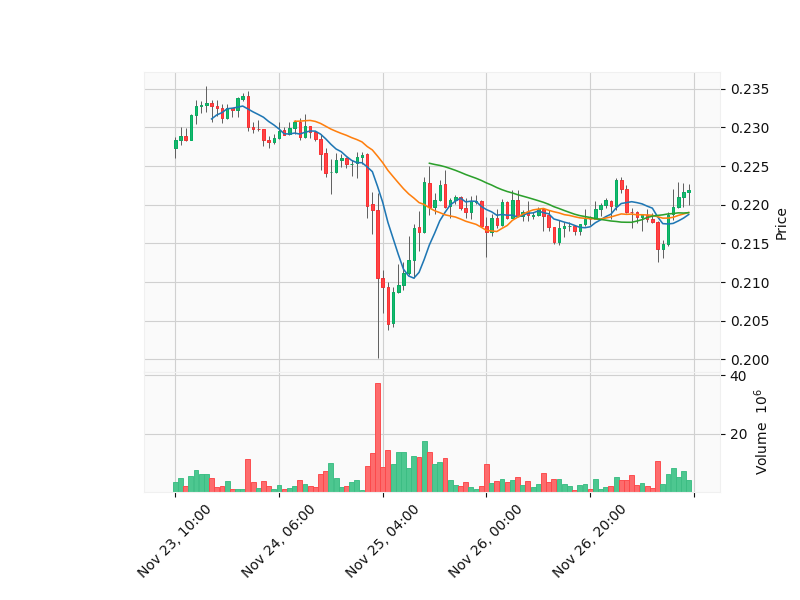 0.235
0.230
0.225
0.220
0.215
0.210
0.205
0.200
Price
40
20
Volume 10^6
Nov 23, 10:00
Nov 24, 06:00
Nov 25, 04:00
Nov 26, 00:00
Nov 26, 20:00